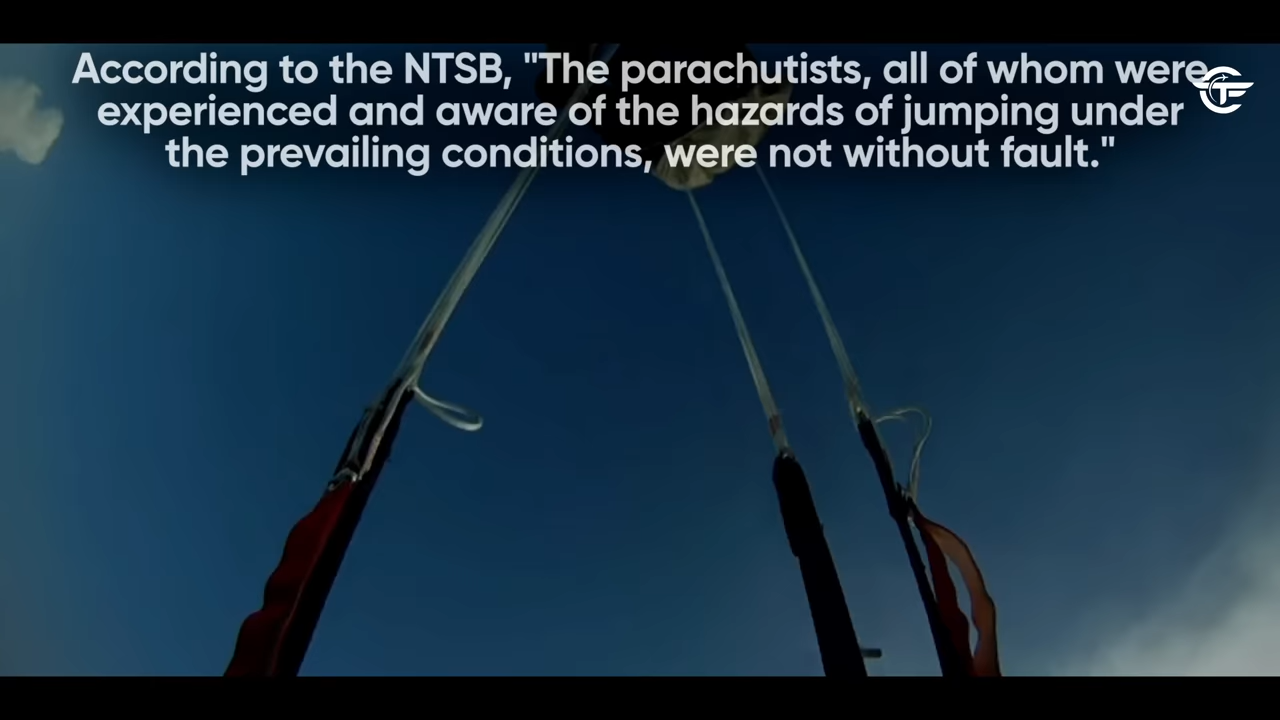 According to the NTSB, "The parachutists, all of whom were
experienced and aware of the hazards of jumping under
the prevailing conditions, were not without fault."